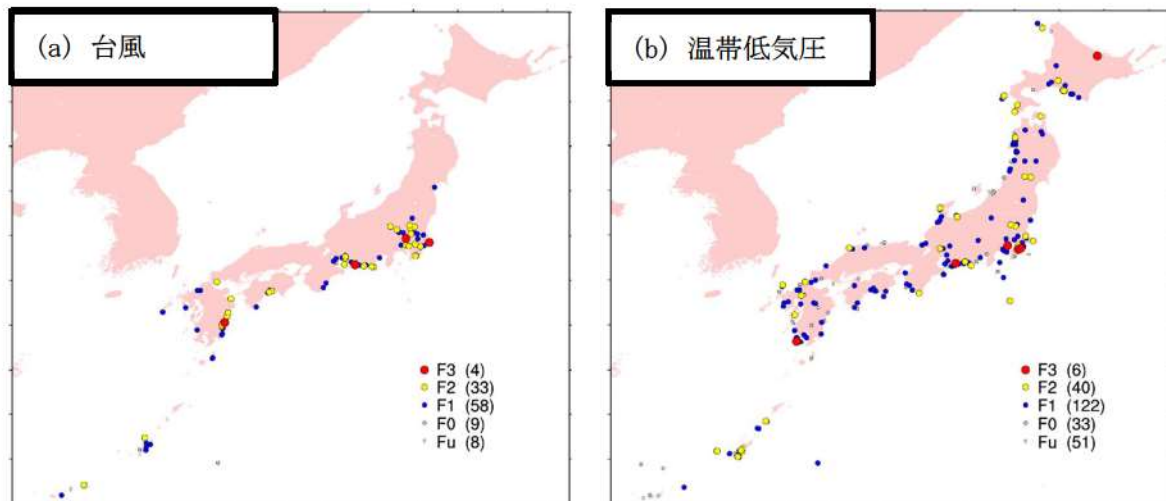 (a) 台風
F3 (4)
F2 (33)
F1 (58)
F0 (9)
Fu (8)
(b) 温帯低気圧
F3 (6)
F2 (40)
F1 (122)
F0 (33)
Fu (51)